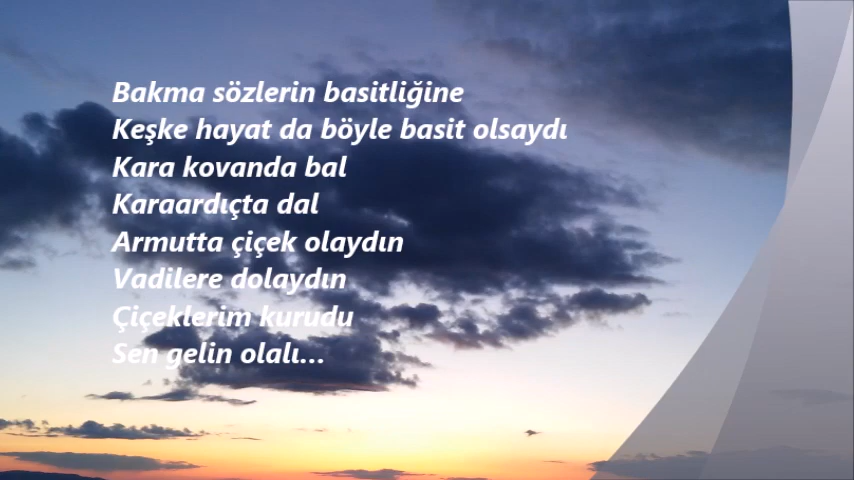 Bakma sözlerin basitliğine
Keşke hayat da böyle basit olsaydı
Kara kovanda bal
Karaardıçta dal
Armutta çiçek olaydın
Vadilere dolaydın
Çiçeklerim kurudu
Sen gelin olalı...